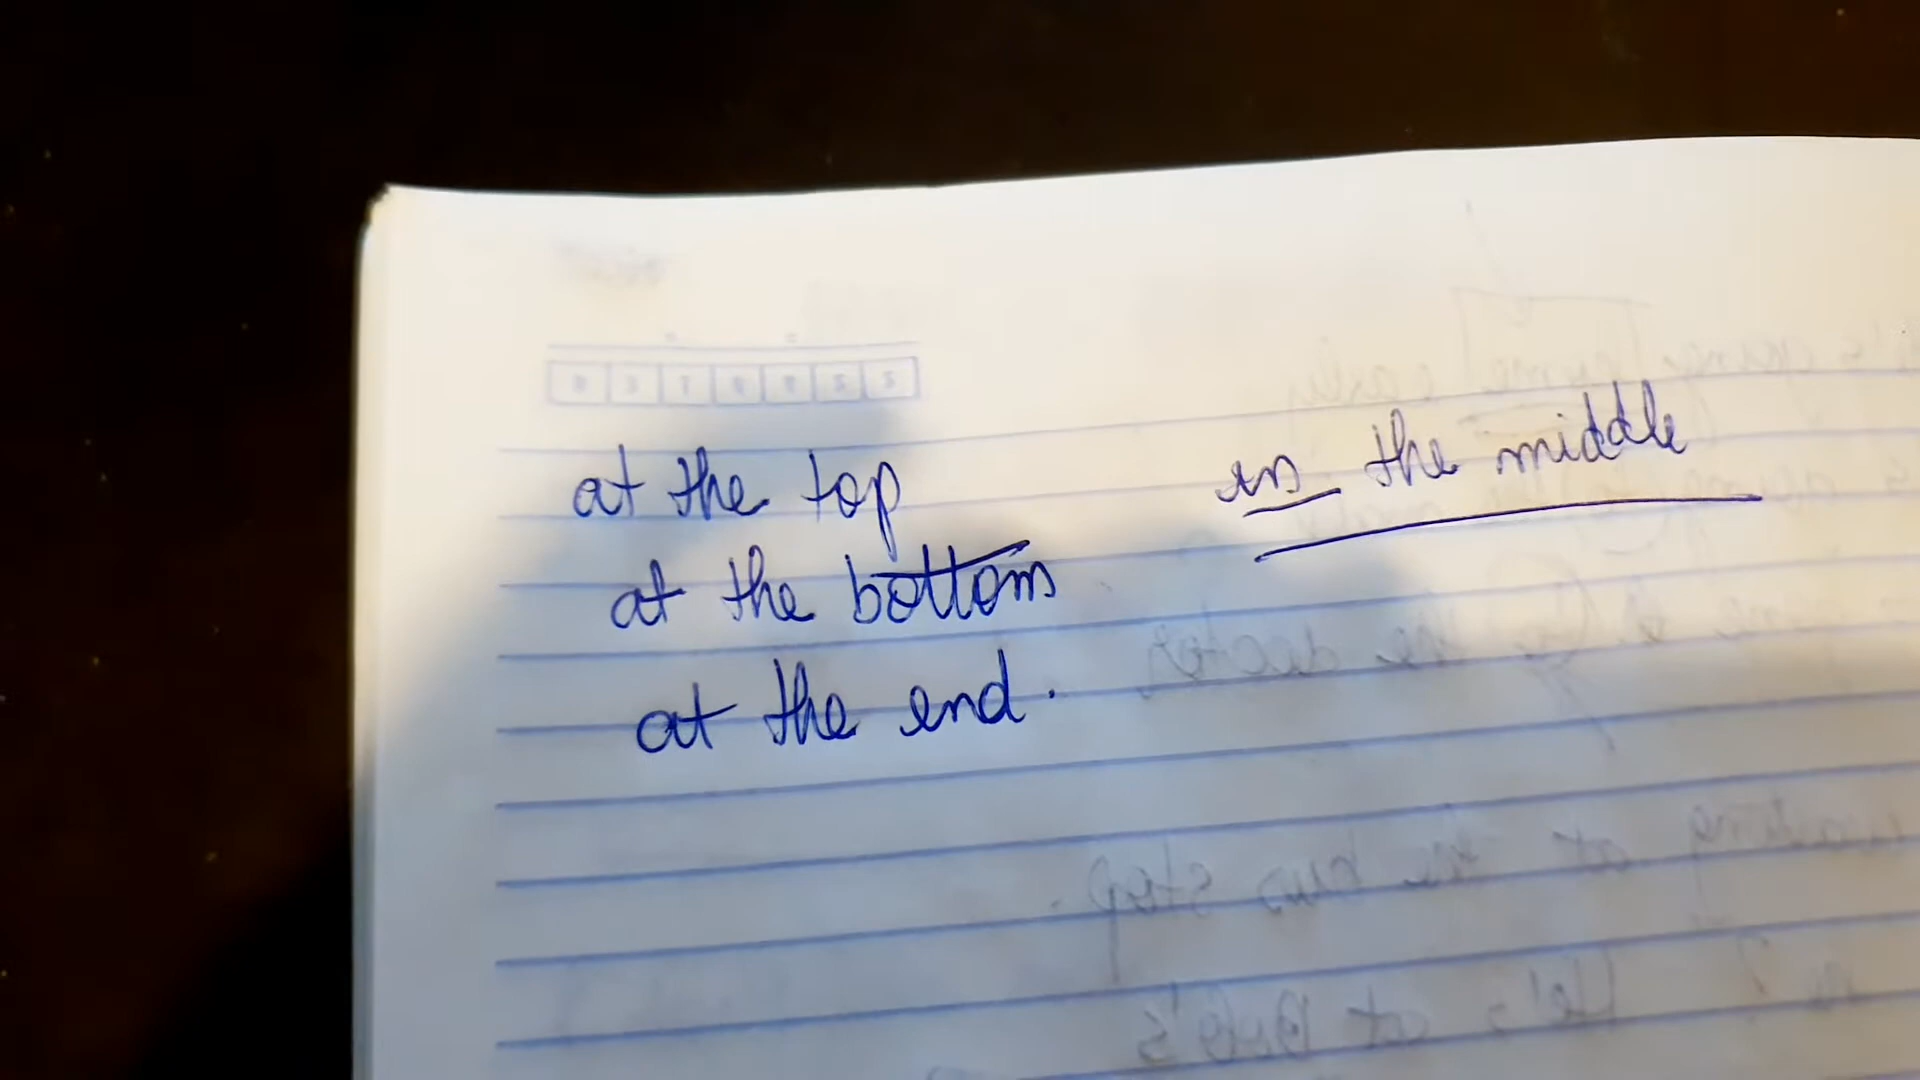 at the top
at the bottom
at the end.
in the middle